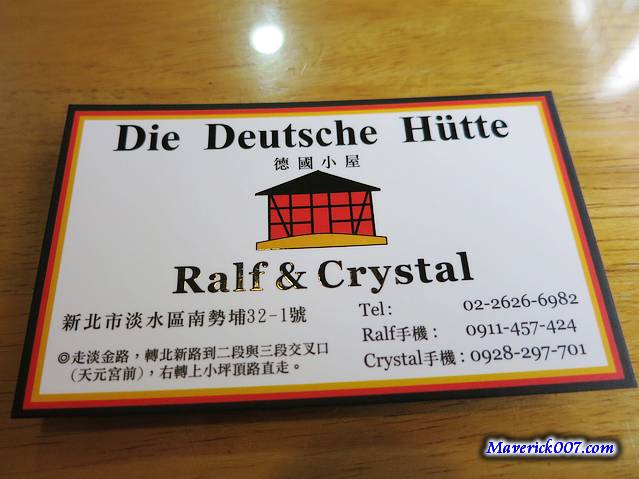 Die Deutsche Hütte
德國小屋
Ralf & Crystal
新北市淡水區南勢埔32-1號
◎走淡金路，轉北新路到二段與三段交叉口
(天元宮前)，右轉上小坪頂路直走。
Tel: 02-2626-6982
Ralf手機： 0911-457-424
Crystal手機：0928-297-701
Maverick007.com